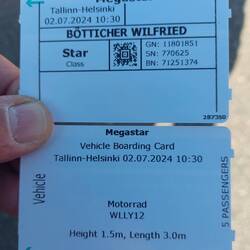 Megastar
Tallinn-Helsinki
02.07.2024 10:30
BÖTTICHER WILFRIED
Star
Class
GN: 11801851
SN: 770625
BN: 71251374
287350
Megastar
Vehicle Boarding Card
Tallinn-Helsinki 02.07.2024 10:30
Vehicle
Motorrad
WLLY12
Height 1.5m, Length 3.0m
5 PASSENGERS